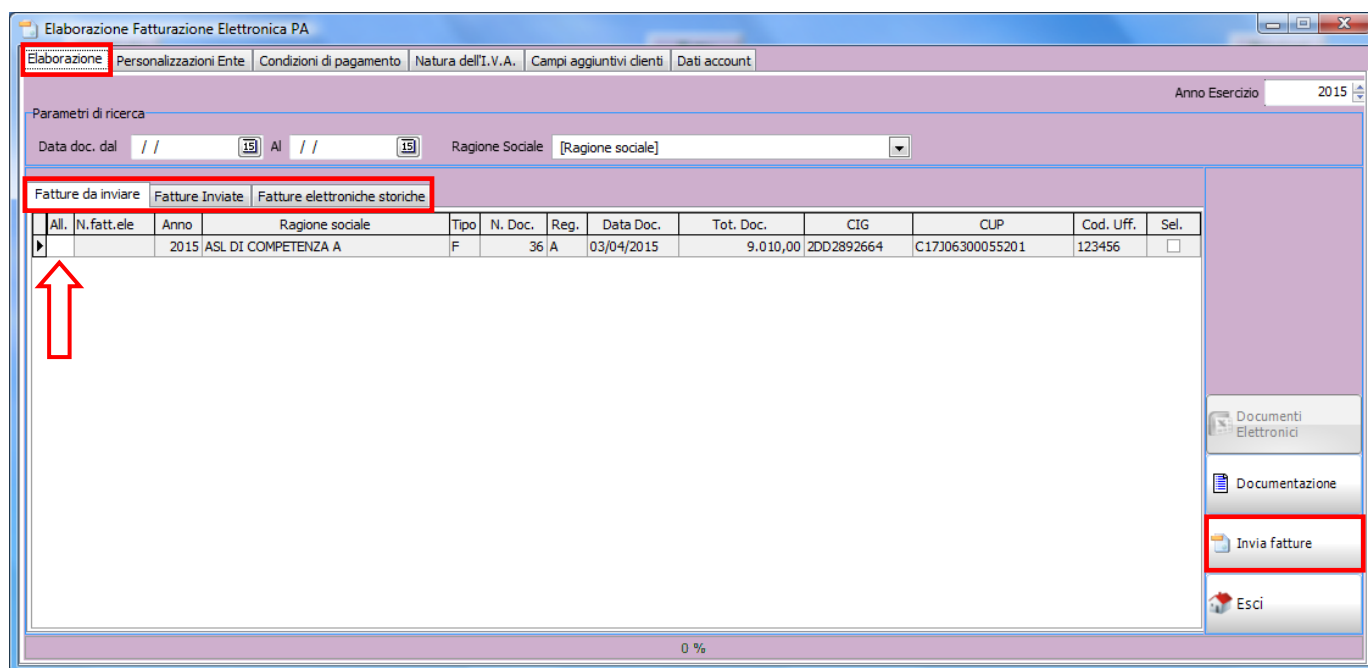 Elaborazione Fatturazione Elettronica PA
Elaborazione Personalizzazioni Ente Condizioni di pagamento Natura dell'I.V.A. Campi aggiuntivi clienti Dati account
Anno Esercizio 2015
Parametri di ricerca
Data doc. dal / / 15 Al / / 15 Ragione Sociale [Ragione sociale]
Fatture da inviare Fatture Inviate Fatture elettroniche storiche
All. N.fatt.ele Anno Ragione sociale Tipo N. Doc. Reg. Data Doc. Tot. Doc. CIG CUP Cod. Uff. Sel.
2015 ASL DI COMPETENZA A F 36 A 03/04/2015 9.010,00 2DD2892664 C17J06300055201 123456
Documenti
Elettronici
Documentazione
Invia fatture
Esci
0 %